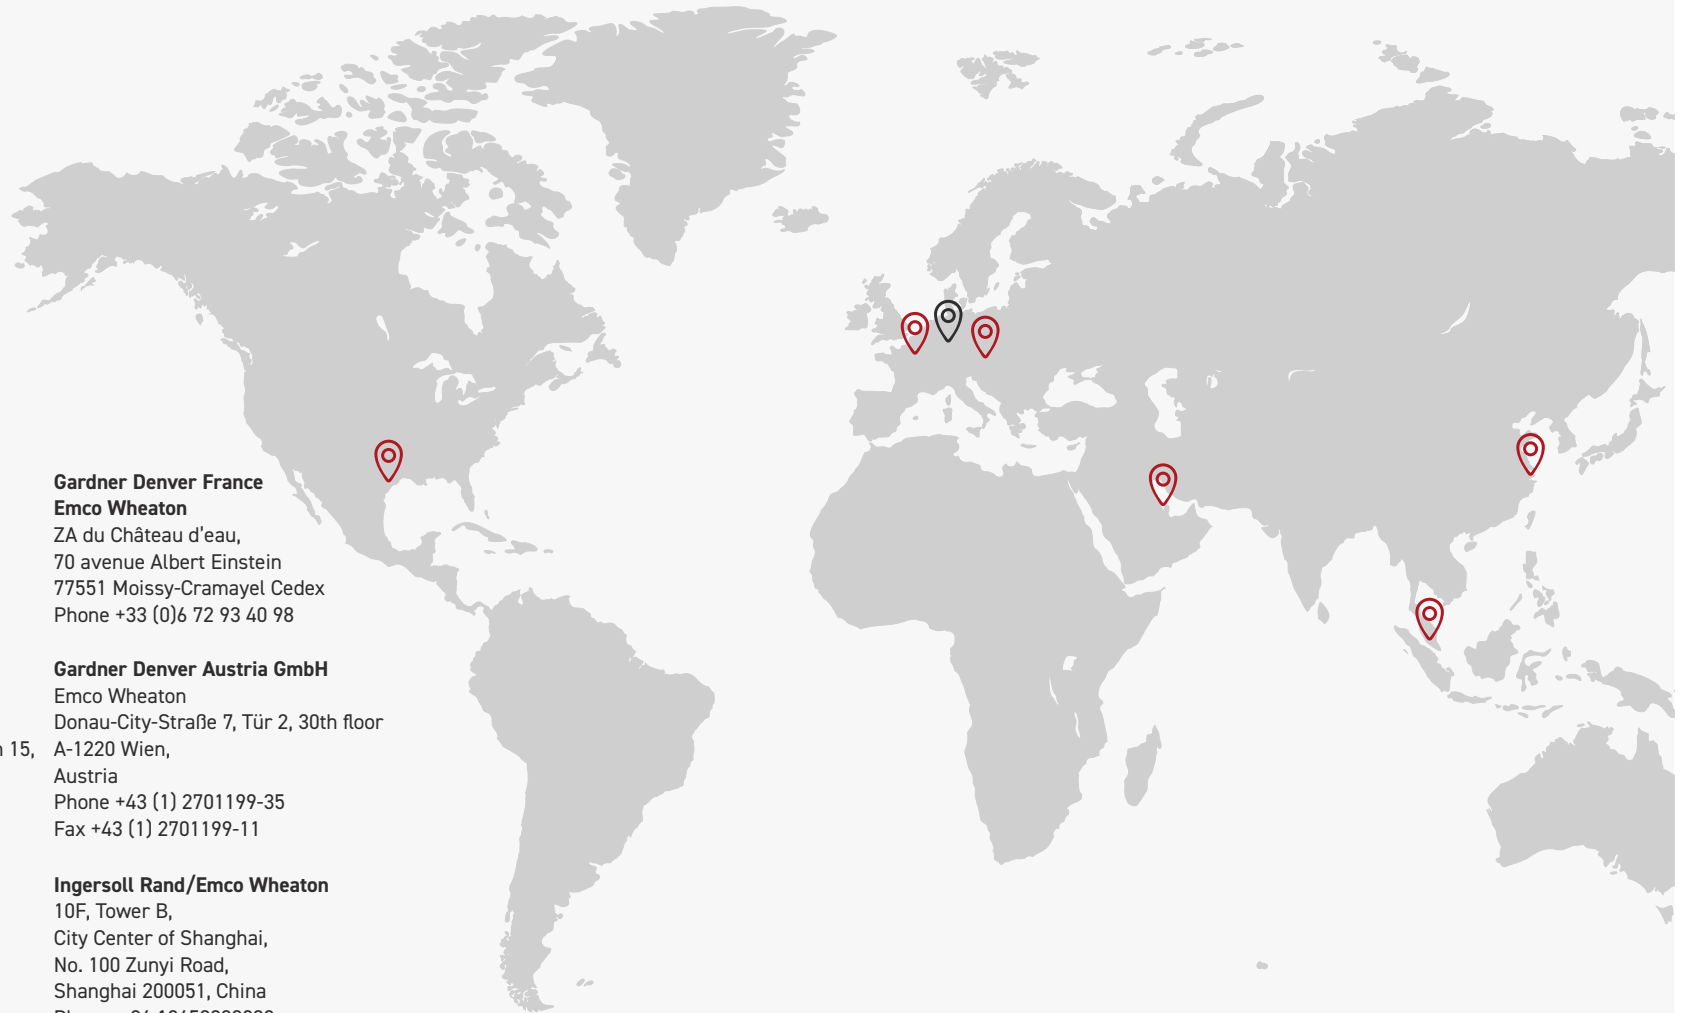 Gardner Denver France
Emco Wheaton
ZA du Château d'eau,
70 avenue Albert Einstein
77551 Moissy-Cramayel Cedex
Phone +33 (0)6 72 93 40 98
Gardner Denver Austria GmbH
Emco Wheaton
Donau-City-Straße 7, Tür 2, 30th floor
15, A-1220 Wien,
Austria
Phone +43 (1) 2701199-35
Fax +43 (1) 2701199-11
Ingersoll Rand/Emco Wheaton
10F, Tower B,
City Center of Shanghai,
No. 100 Zunyi Road,
Shanghai 200051, China